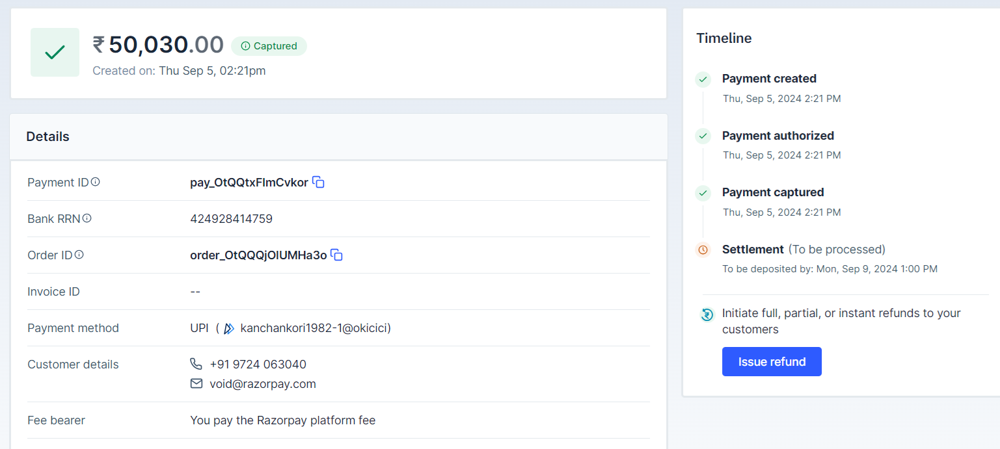 ₹ 50,030.00 Captured
Created on: Thu Sep 5, 02:21pm
Details
Payment ID pay_OtQQtxFlmCvkor
Bank RRN 424928414759
Order ID order_OtQQQjOlUMHa3o
Invoice ID --
Payment method UPI ( kanchankori1982-1@okicici)
Customer details +91 9724 063040
void@razorpay.com
Fee bearer You pay the Razorpay platform fee
Timeline
Payment created
Thu, Sep 5, 2024 2:21 PM
Payment authorized
Thu, Sep 5, 2024 2:21 PM
Payment captured
Thu, Sep 5, 2024 2:21 PM
Settlement (To be processed)
To be deposited by: Mon, Sep 9, 2024 1:00 PM
Initiate full, partial, or instant refunds to your
customers
Issue refund